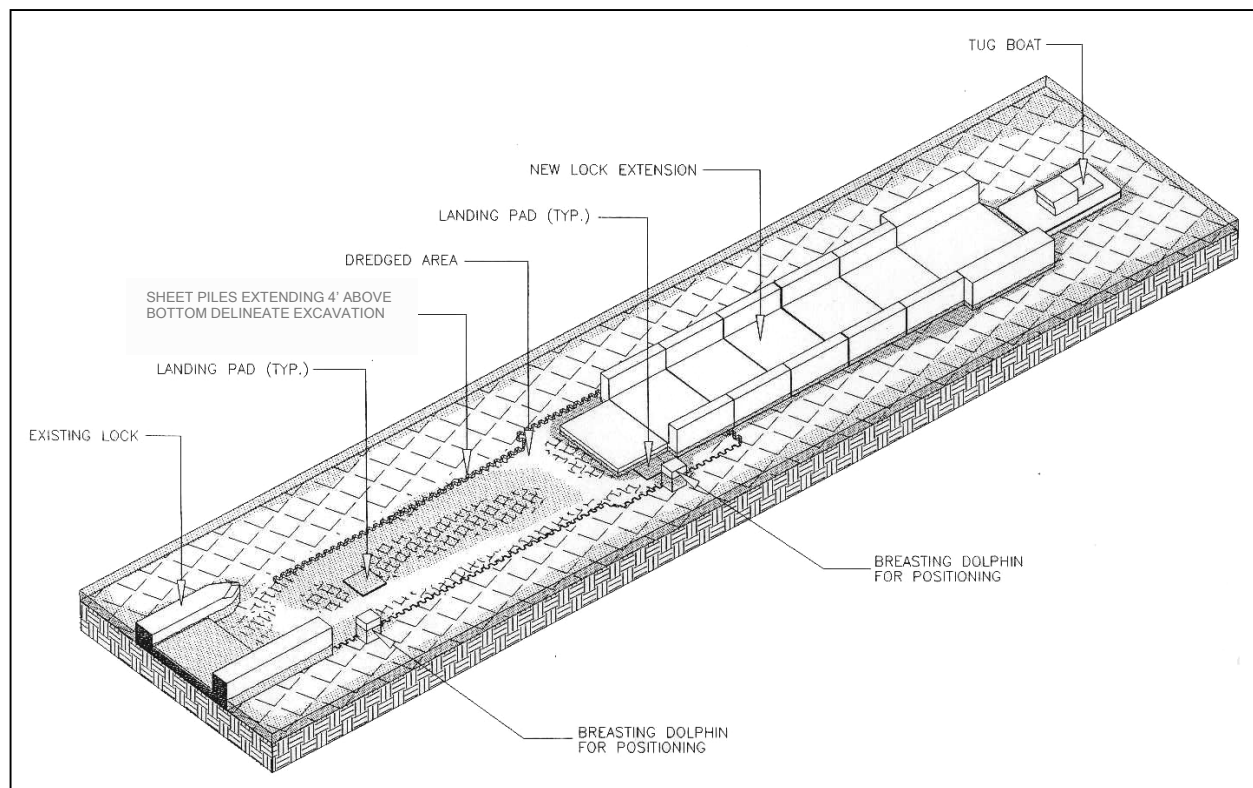 TUG BOAT
NEW LOCK EXTENSION
LANDING PAD (TYP.)
DREDGED AREA
SHEET PILES EXTENDING 4’ ABOVE
BOTTOM DELINEATE EXCAVATION
LANDING PAD (TYP.)
EXISTING LOCK
BREASTING DOLPHIN
FOR POSITIONING
BREASTING DOLPHIN
FOR POSITIONING